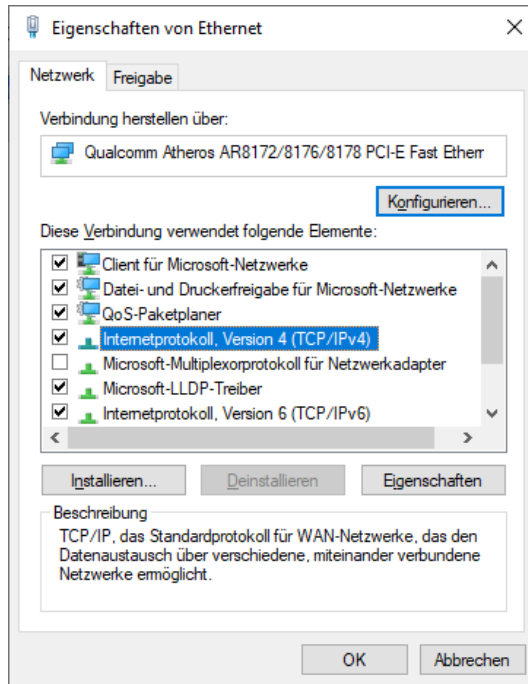 Eigenschaften von Ethernet
Netzwerk
Freigabe
Verbindung herstellen über:
Qualcomm Atheros AR8172/8176/8178 PCI-E Fast Etherr
Konfigurieren...
Diese Verbindung verwendet folgende Elemente:
Client für Microsoft-Netzwerke
Datei- und Druckerfreigabe für Microsoft-Netzwerke
QoS-Paketplaner
Internetprotokoll, Version 4 (TCP/IPv4)
Microsoft-Multiplexorprotokoll für Netzwerkadapter
Microsoft-LLDP-Treiber
Internetprotokoll, Version 6 (TCP/IPv6)
Installieren...
Deinstallieren
Eigenschaften
Beschreibung
TCP/IP, das Standardprotokoll für WAN-Netzwerke, das den
Datenaustausch über verschiedene, miteinander verbundene
Netzwerke ermöglicht.
OK
Abbrechen